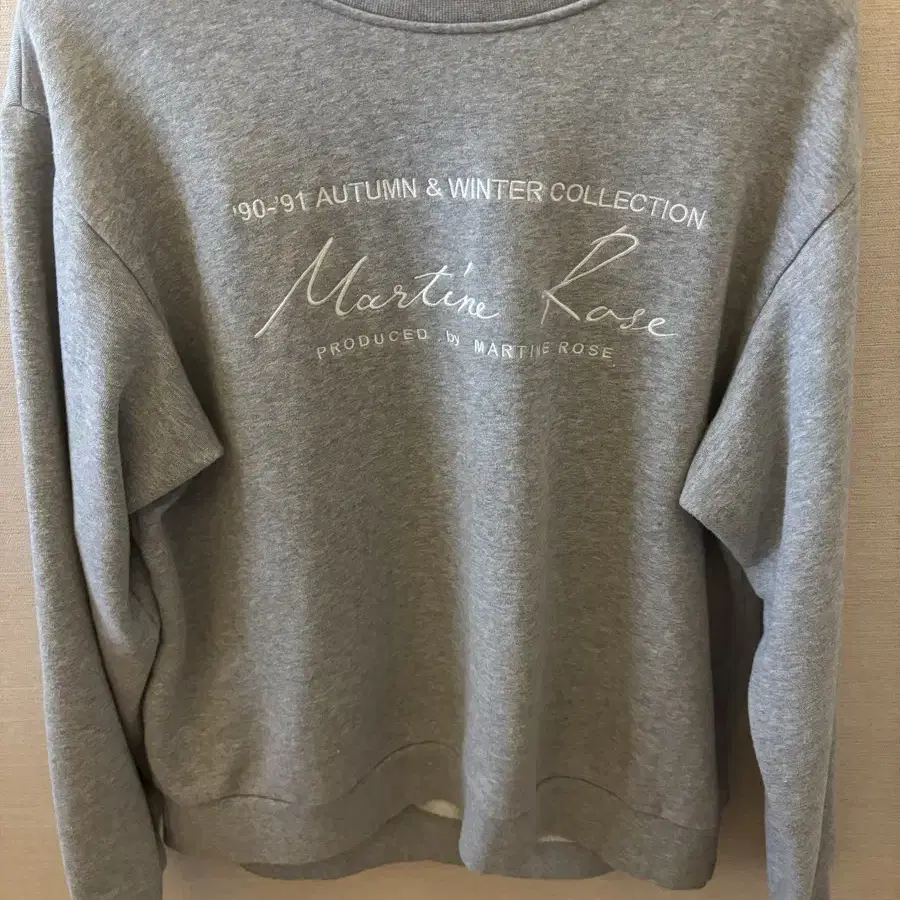 '90-'91 AUTUMN & WINTER COLLECTION
Martine Rose
PRODUCED by MARTINE ROSE